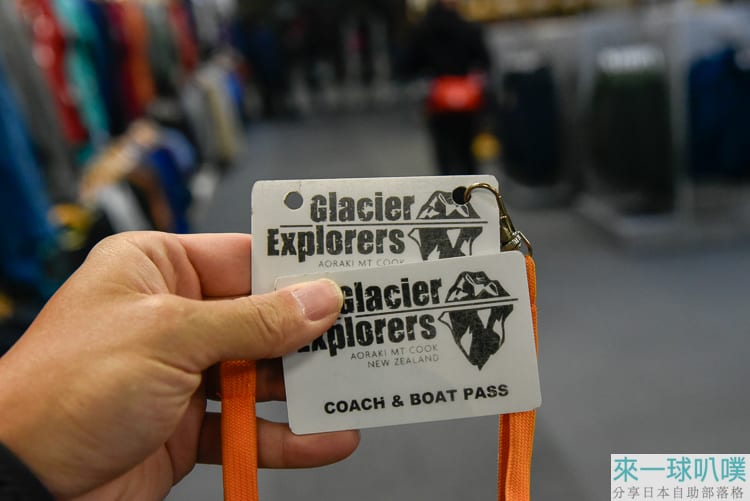 Glacier
Explorers
AORAKI MT COOK
Glacier
Explorers
AORAKI MT COOK
NEW ZEALAND
COACH & BOAT PASS
來一球叭噗
分享日本自助部落格